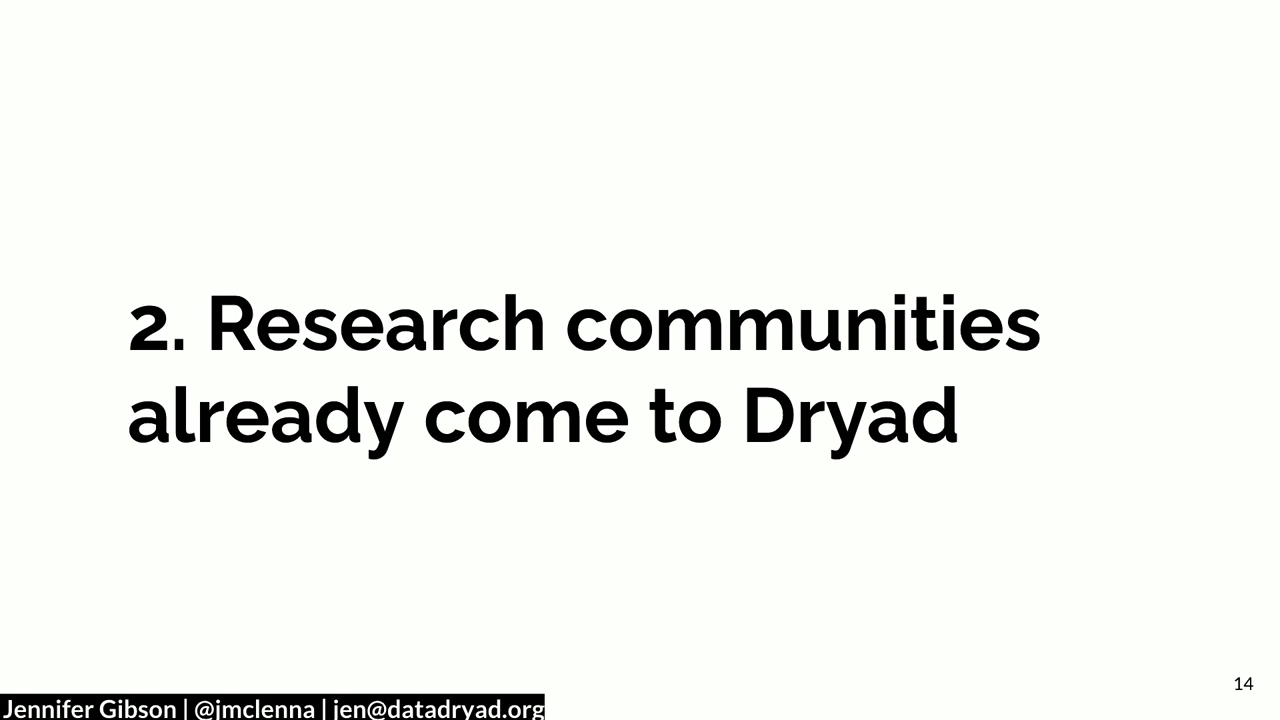 2. Research communities
already come to Dryad
14
Jennifer Gibson | @jmclenna | jen@datadryad.org